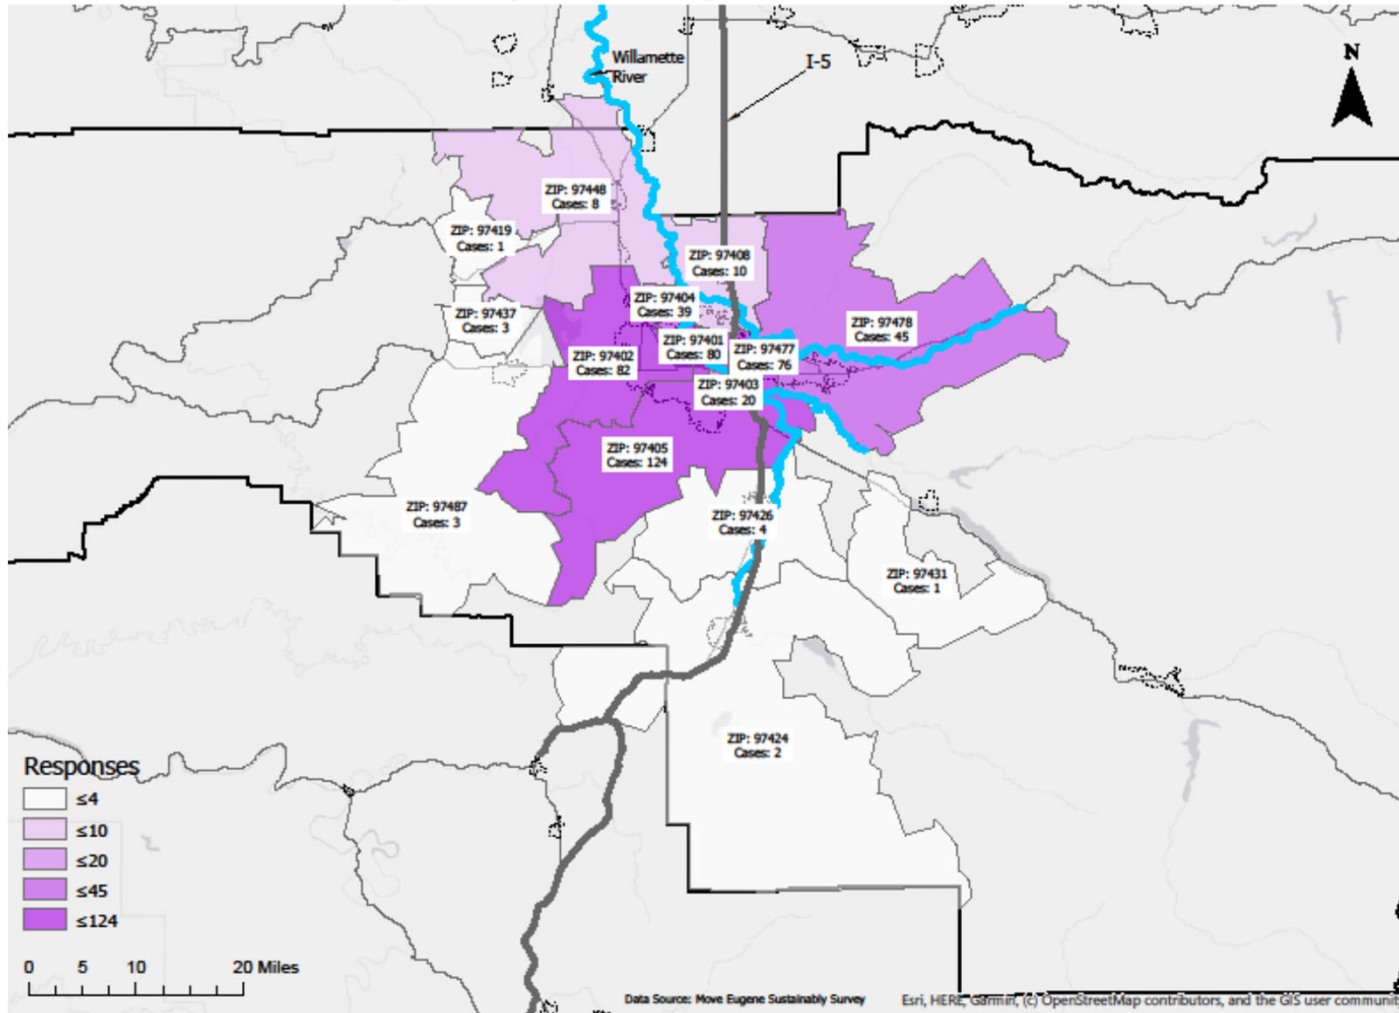 Willamette
River
I-5
N
ZIP: 97448
Cases: 8
ZIP: 97419
Cases: 1
ZIP: 97408
Cases: 10
ZIP: 97404
Cases: 39
ZIP: 97437
Cases: 3
ZIP: 97478
Cases: 45
ZIP: 97401
Cases: 80
ZIP: 97477
Cases: 76
ZIP: 97402
Cases: 82
ZIP: 97403
Cases: 20
ZIP: 97405
Cases: 124
ZIP: 97487
Cases: 3
ZIP: 97426
Cases: 4
ZIP: 97431
Cases: 1
ZIP: 97424
Cases: 2
Responses
≤4
≤10
≤20
≤45
≤124
0 5 10 20 Miles
Data Source: Move Eugene Sustainably Survey
Esri, HERE, Garmin, (c) OpenStreetMap contributors, and the GIS user communit